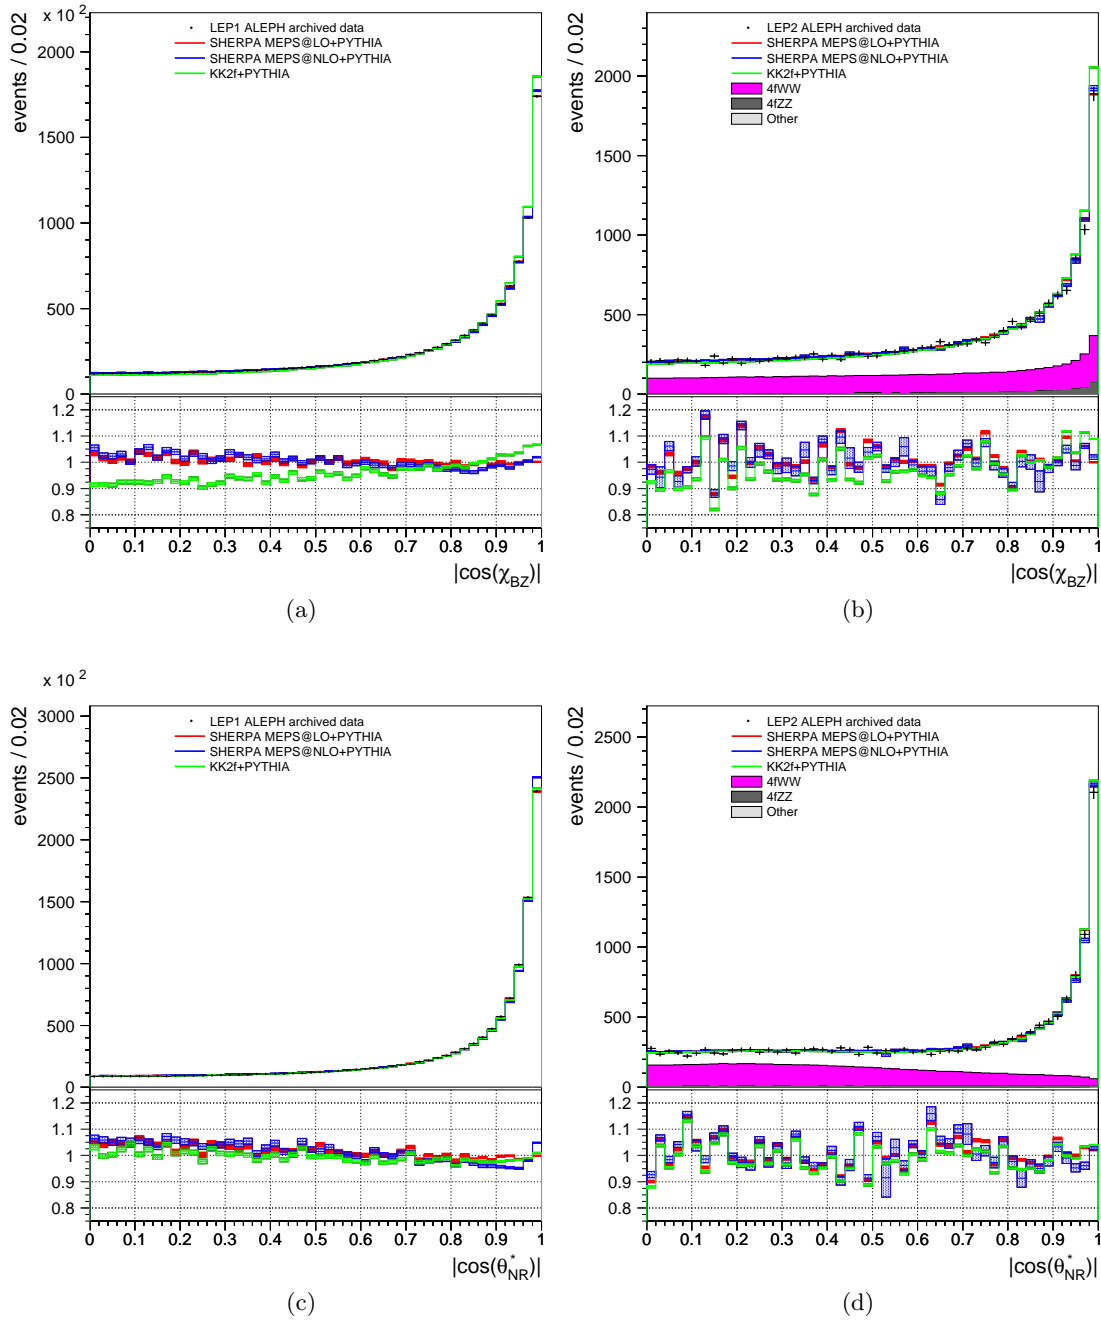 x 10 2
events / 0.02
LEP1 ALEPH archived data
SHERPA MEPS@LO+PYTHIA
SHERPA MEPS@NLO+PYTHIA
KK2f+PYTHIA
2000
1500
1000
500
0
1.2
1.1
1
0.9
0.8
0 0.1 0.2 0.3 0.4 0.5 0.6 0.7 0.8 0.9 1
|cos(χBZ)|
(a)
events / 0.02
LEP2 ALEPH archived data
SHERPA MEPS@LO+PYTHIA
SHERPA MEPS@NLO+PYTHIA
KK2f+PYTHIA
4fWW
4fZZ
Other
2000
1500
1000
500
0
1.2
1.1
1
0.9
0.8
0 0.1 0.2 0.3 0.4 0.5 0.6 0.7 0.8 0.9 1
|cos(χBZ)|
(b)
x 10 2
events / 0.02
LEP1 ALEPH archived data
SHERPA MEPS@LO+PYTHIA
SHERPA MEPS@NLO+PYTHIA
KK2f+PYTHIA
3000
2500
2000
1500
1000
500
0
1.2
1.1
1
0.9
0.8
0 0.1 0.2 0.3 0.4 0.5 0.6 0.7 0.8 0.9 1
|cos(θ*NR)|
(c)
events / 0.02
LEP2 ALEPH archived data
SHERPA MEPS@LO+PYTHIA
SHERPA MEPS@NLO+PYTHIA
KK2f+PYTHIA
4fWW
4fZZ
Other
2500
2000
1500
1000
500
0
1.2
1.1
1
0.9
0.8
0 0.1 0.2 0.3 0.4 0.5 0.6 0.7 0.8 0.9 1
|cos(θ*NR)|
(d)